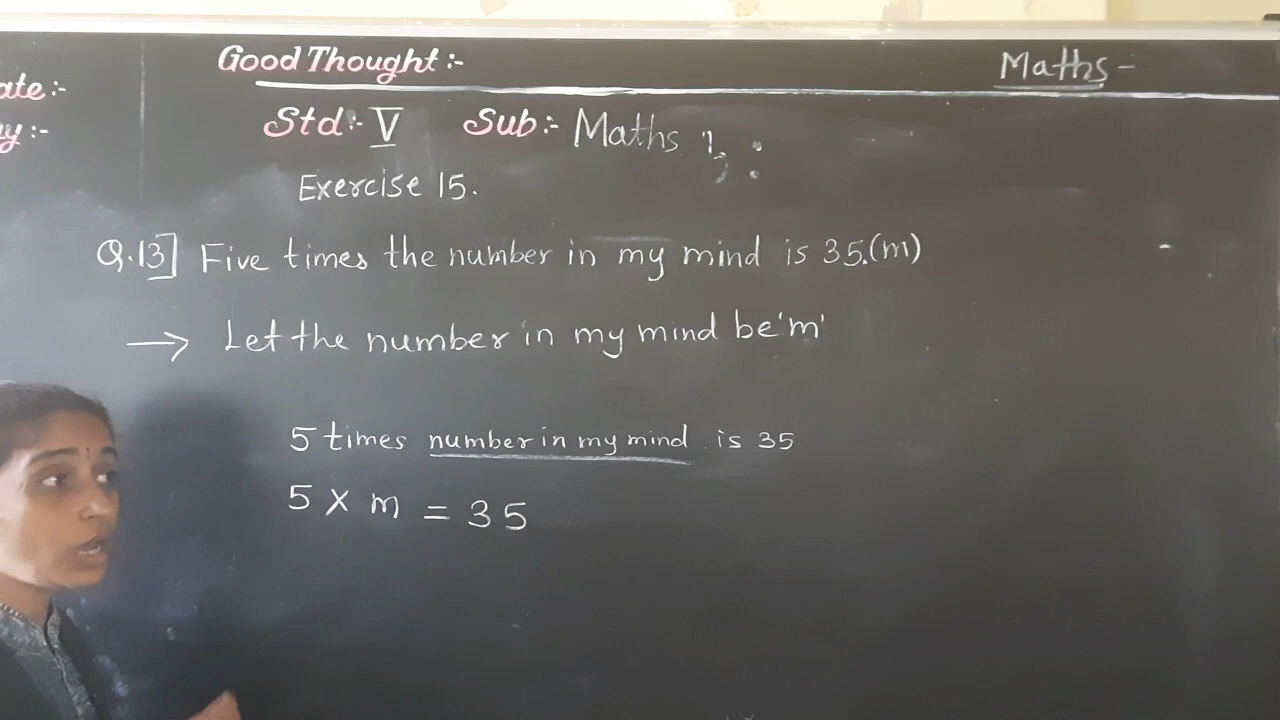 Good Thought :-
Maths -
ate:-
Std:- V Sub:- Maths
ay:-
Exercise 15.
Q.13] Five times the number in my mind is 35.(m)
→ Let the number in my mind be 'm'
5 times number in my mind is 35
5 × m = 35